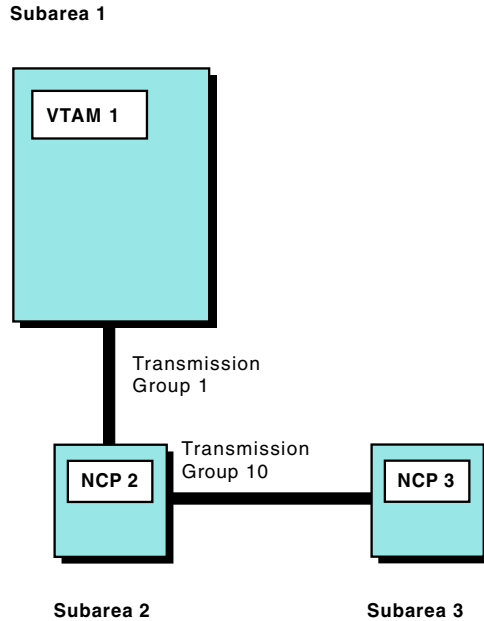 Subarea 1
VTAM 1
Transmission
Group 1
Transmission
Group 10
NCP 2
NCP 3
Subarea 2
Subarea 3